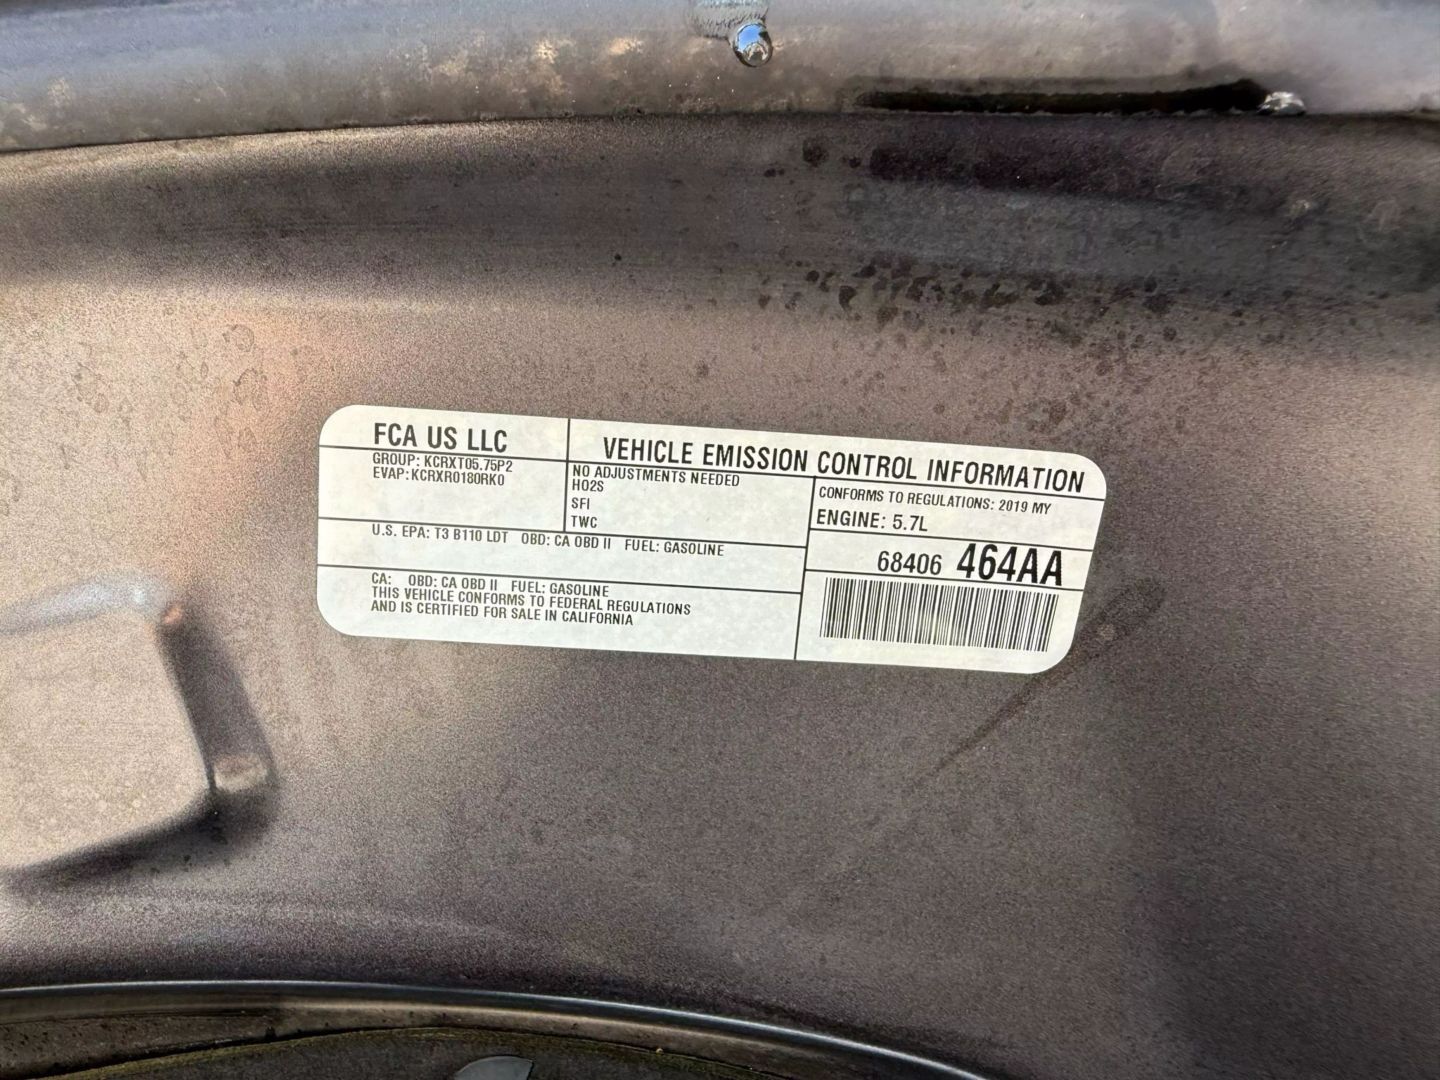 FCA US LLC
VEHICLE EMISSION CONTROL INFORMATION
GROUP: KCRXT05.75P2
EVAP: KCRXR0180RK0
NO ADJUSTMENTS NEEDED
HO2S
SFI
TWC
CONFORMS TO REGULATIONS: 2019 MY
ENGINE: 5.7L
U.S. EPA: T3 B110 LDT OBD: CA OBD II FUEL: GASOLINE
68406 464AA
CA: OBD: CA OBD II FUEL: GASOLINE
THIS VEHICLE CONFORMS TO FEDERAL REGULATIONS
AND IS CERTIFIED FOR SALE IN CALIFORNIA